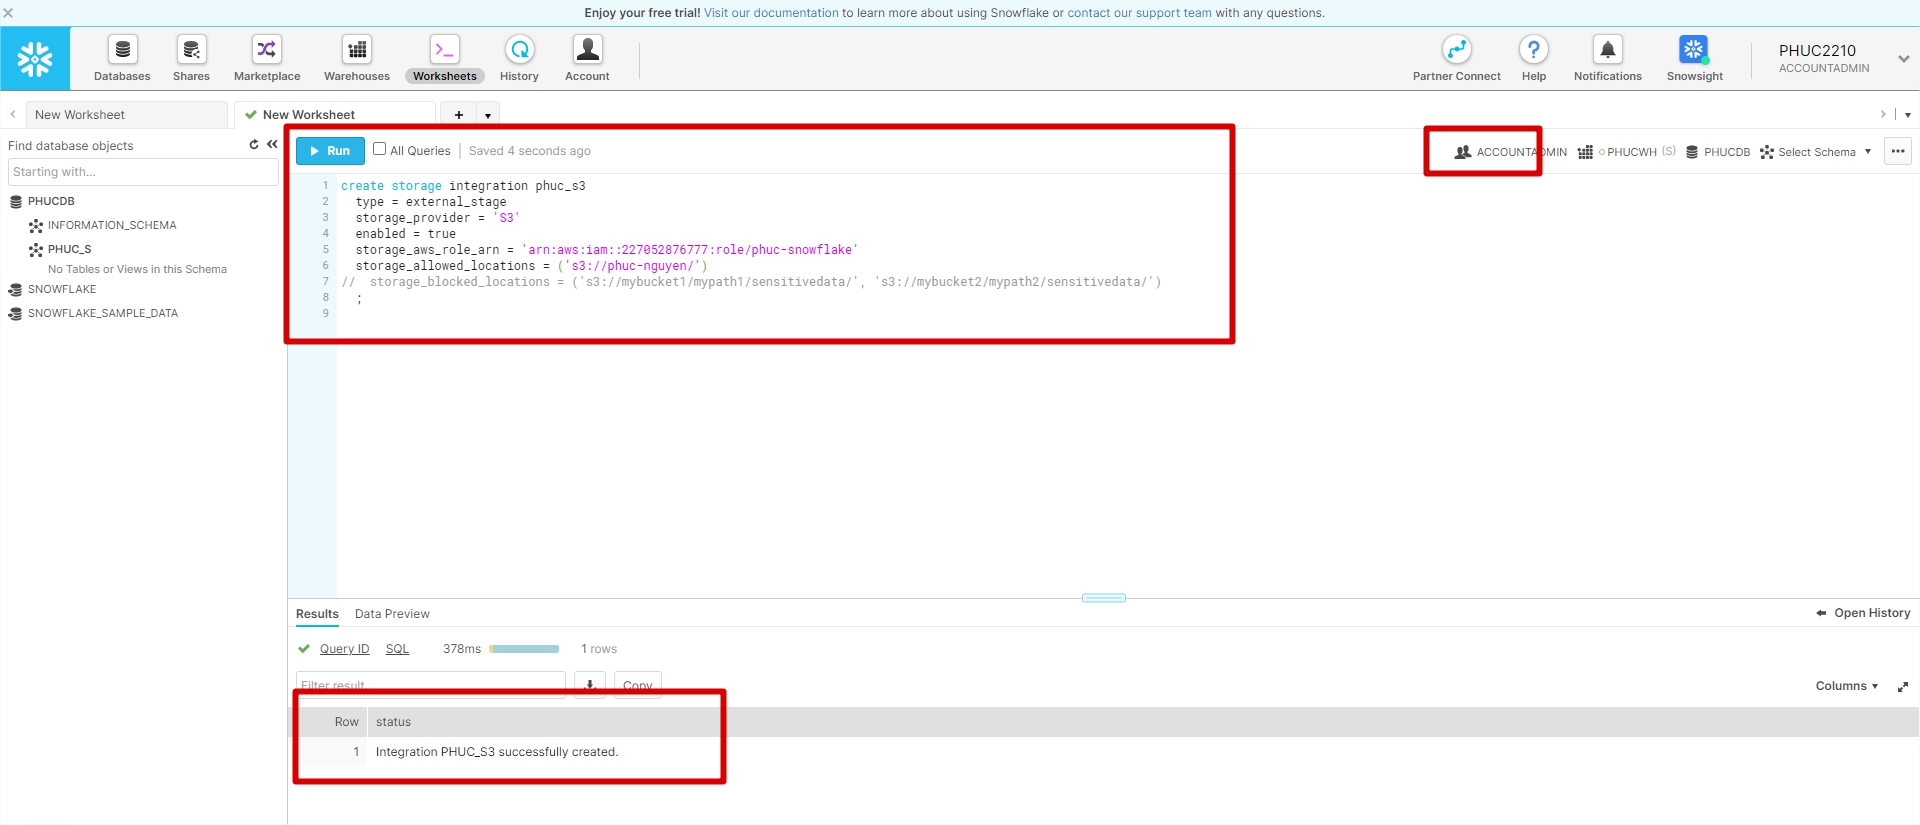 Enjoy your free trial! Visit our documentation to learn more about using Snowflake or contact our support team with any questions.
Databases
Shares
Marketplace
Warehouses
Worksheets
History
Account
Partner Connect
Help
Notifications
Snowsight
PHUC2210
ACCOUNTADMIN
New Worksheet
New Worksheet
Find database objects
Starting with...
PHUCDB
INFORMATION_SCHEMA
PHUC_S
No Tables or Views in this Schema
SNOWFLAKE
SNOWFLAKE_SAMPLE_DATA
Run
All Queries
Saved 4 seconds ago
ACCOUNTADMIN
PHUCWH (S)
PHUCDB
Select Schema
1 create storage integration phuc_s3
2 type = external_stage
3 storage_provider = 'S3'
4 enabled = true
5 storage_aws_role_arn = 'arn:aws:iam::227052876777:role/phuc-snowflake'
6 storage_allowed_locations = ('s3://phuc-nguyen/')
7 // storage_blocked_locations = ('s3://mybucket1/mypath1/sensitivedata/', 's3://mybucket2/mypath2/sensitivedata/')
8 ;
9
Results
Data Preview
Open History
Query ID
SQL
378ms
1 rows
Filter result
Copy
Columns
Row status
1 Integration PHUC_S3 successfully created.